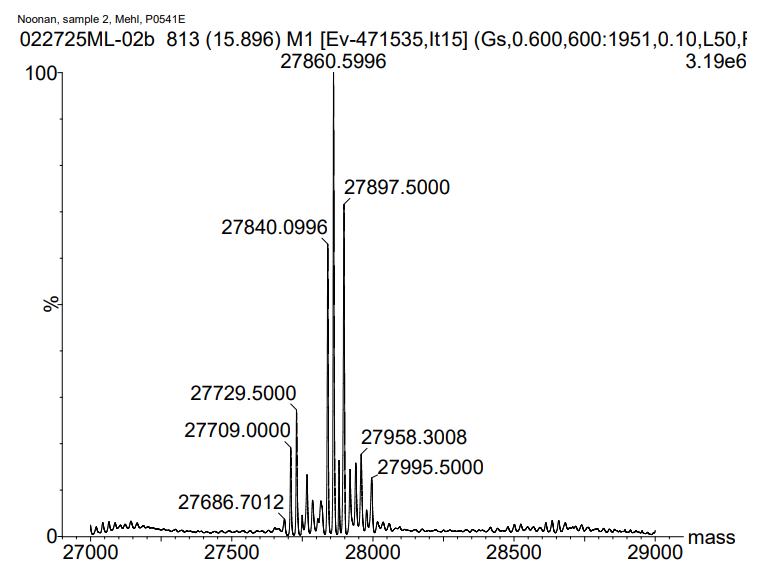 Noonan, sample 2, Mehl, P0541E
022725ML-02b 813 (15.896) M1 [Ev-471535,It15] (Gs,0.600,600:1951,0.10,L50,
27860.5996
3.19e6
100
27897.5000
27840.0996
%
27729.5000
27709.0000
27958.3008
27995.5000
27686.7012
0
mass
27000 27500 28000 28500 29000